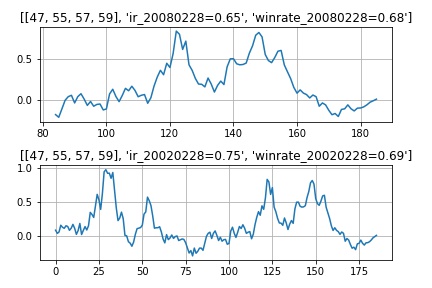 [[47, 55, 57, 59], 'ir_20080228=0.65', 'winrate_20080228=0.68']
0.5
0.0
80 100 120 140 160 180
[[47, 55, 57, 59], 'ir_20020228=0.75', 'winrate_20020228=0.69']
1.0
0.5
0.0
0 25 50 75 100 125 150 175